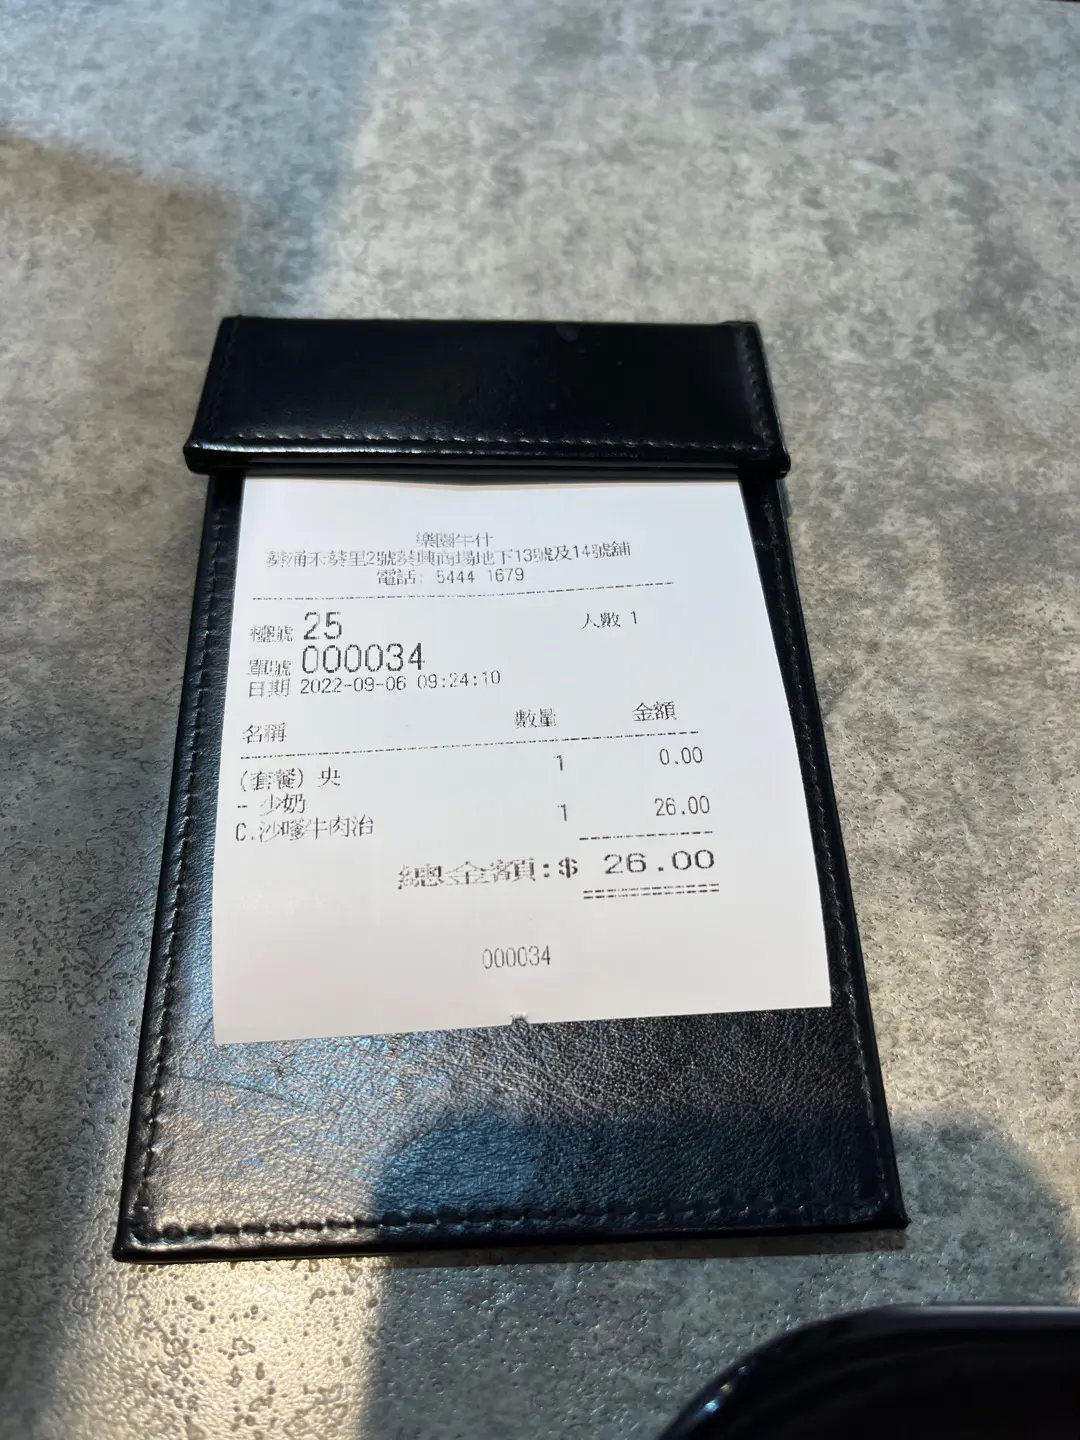 樂園牛什
葵涌禾葵里2號葵興商場地下13號及14號舖
電話: 5444 1679
檯號 25 人數 1
單號 000034
日期 2022-09-06 09:24:10
名稱 數量 金額
(套餐) 央 1 0.00
- 少奶
C.沙嗲牛肉治 1 26.00
總金額:$ 26.00
000034